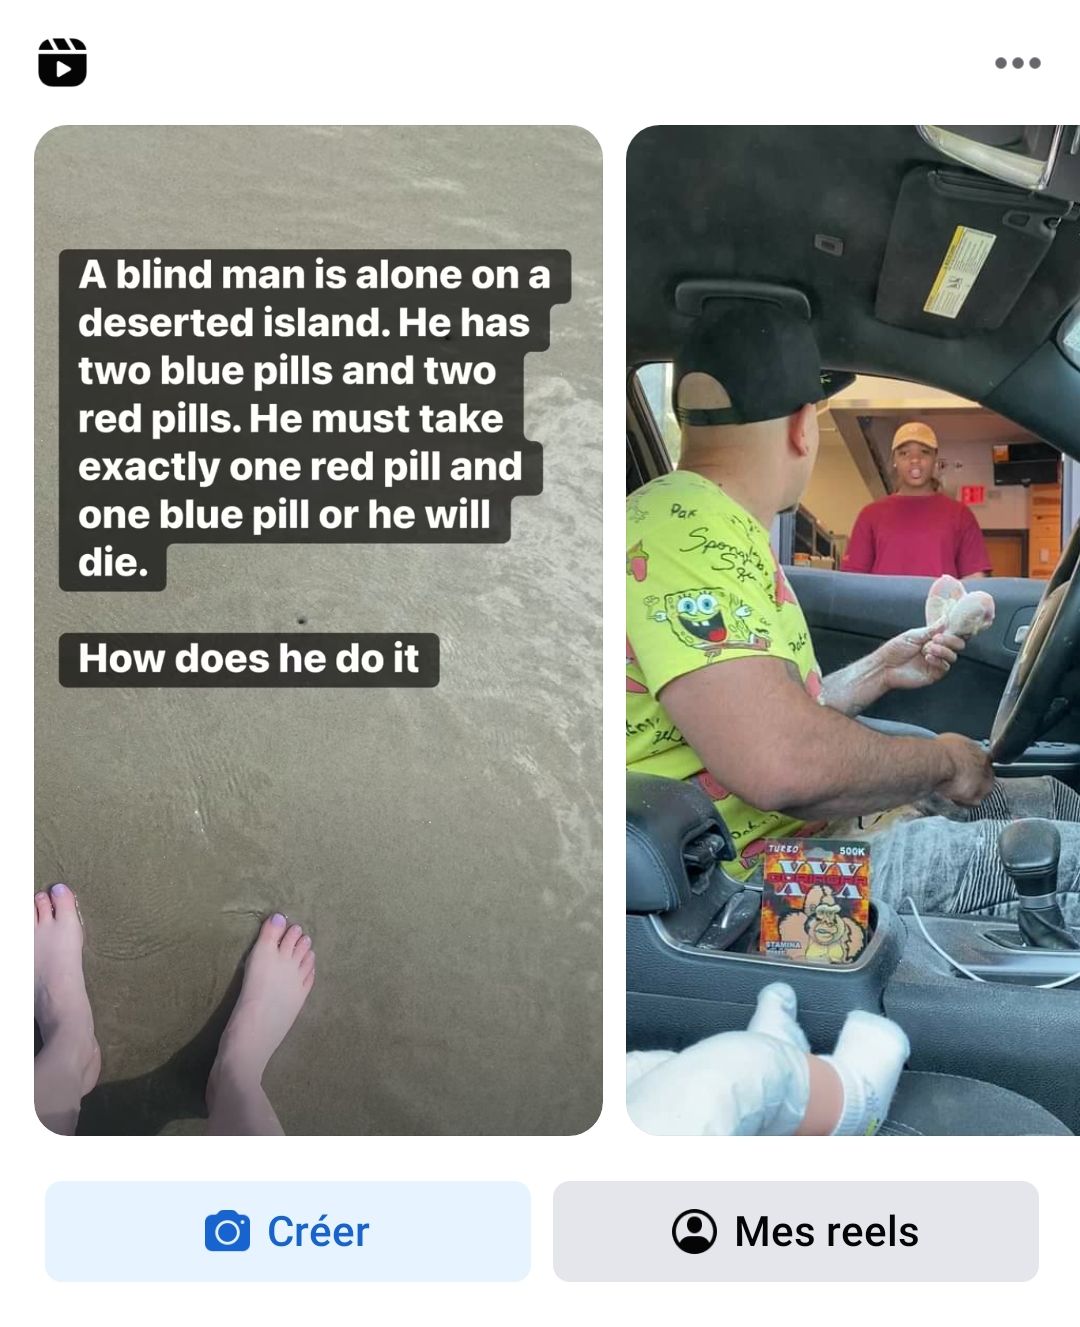 A blind man is alone on a
deserted island. He has
two blue pills and two
red pills. He must take
exactly one red pill and
one blue pill or he will
die.
How does he do it
TURBO 500K
XXX
STAMINA
Créer
Mes reels